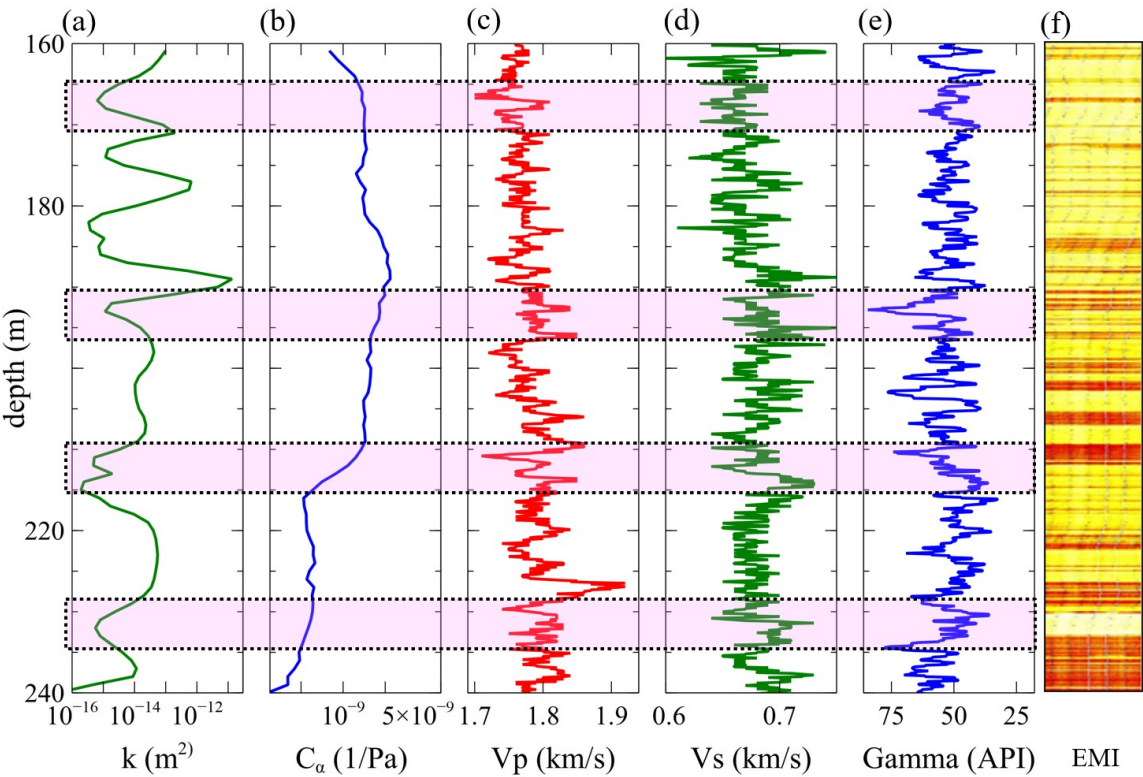 (a) (b) (c) (d) (e) (f)
160
180
depth (m)
220
240
10⁻¹⁶ 10⁻¹⁴ 10⁻¹² 10⁻⁹ 5×10⁻⁹ 1.7 1.8 1.9 0.6 0.7 75 50 25
k (m²) Cα (1/Pa) Vp (km/s) Vs (km/s) Gamma (API) EMI